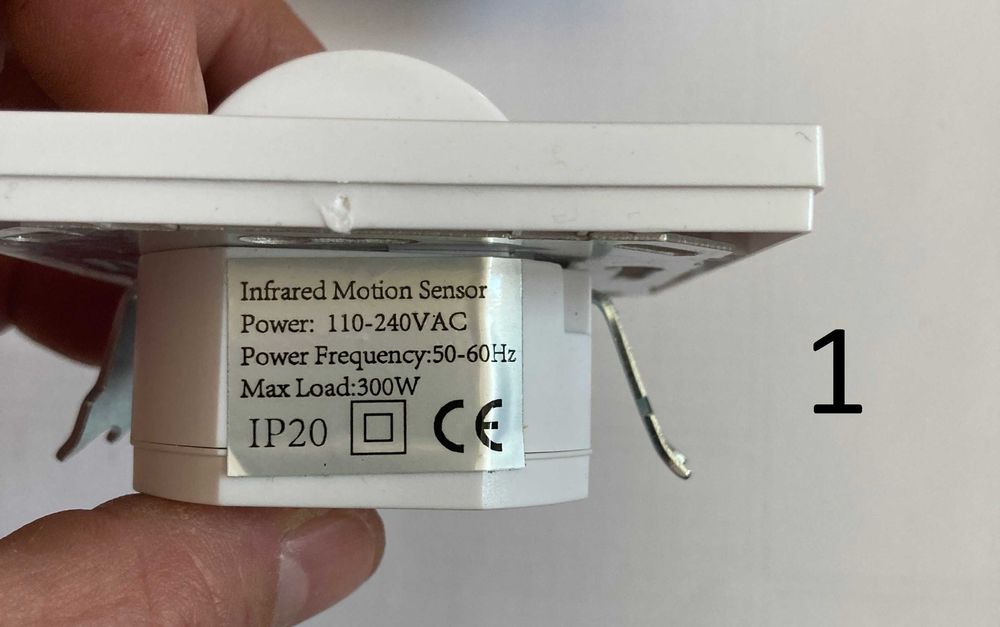 Infrared Motion Sensor
Power: 110-240VAC
Power Frequency:50-60Hz
Max Load:300W
IP20 CE
1